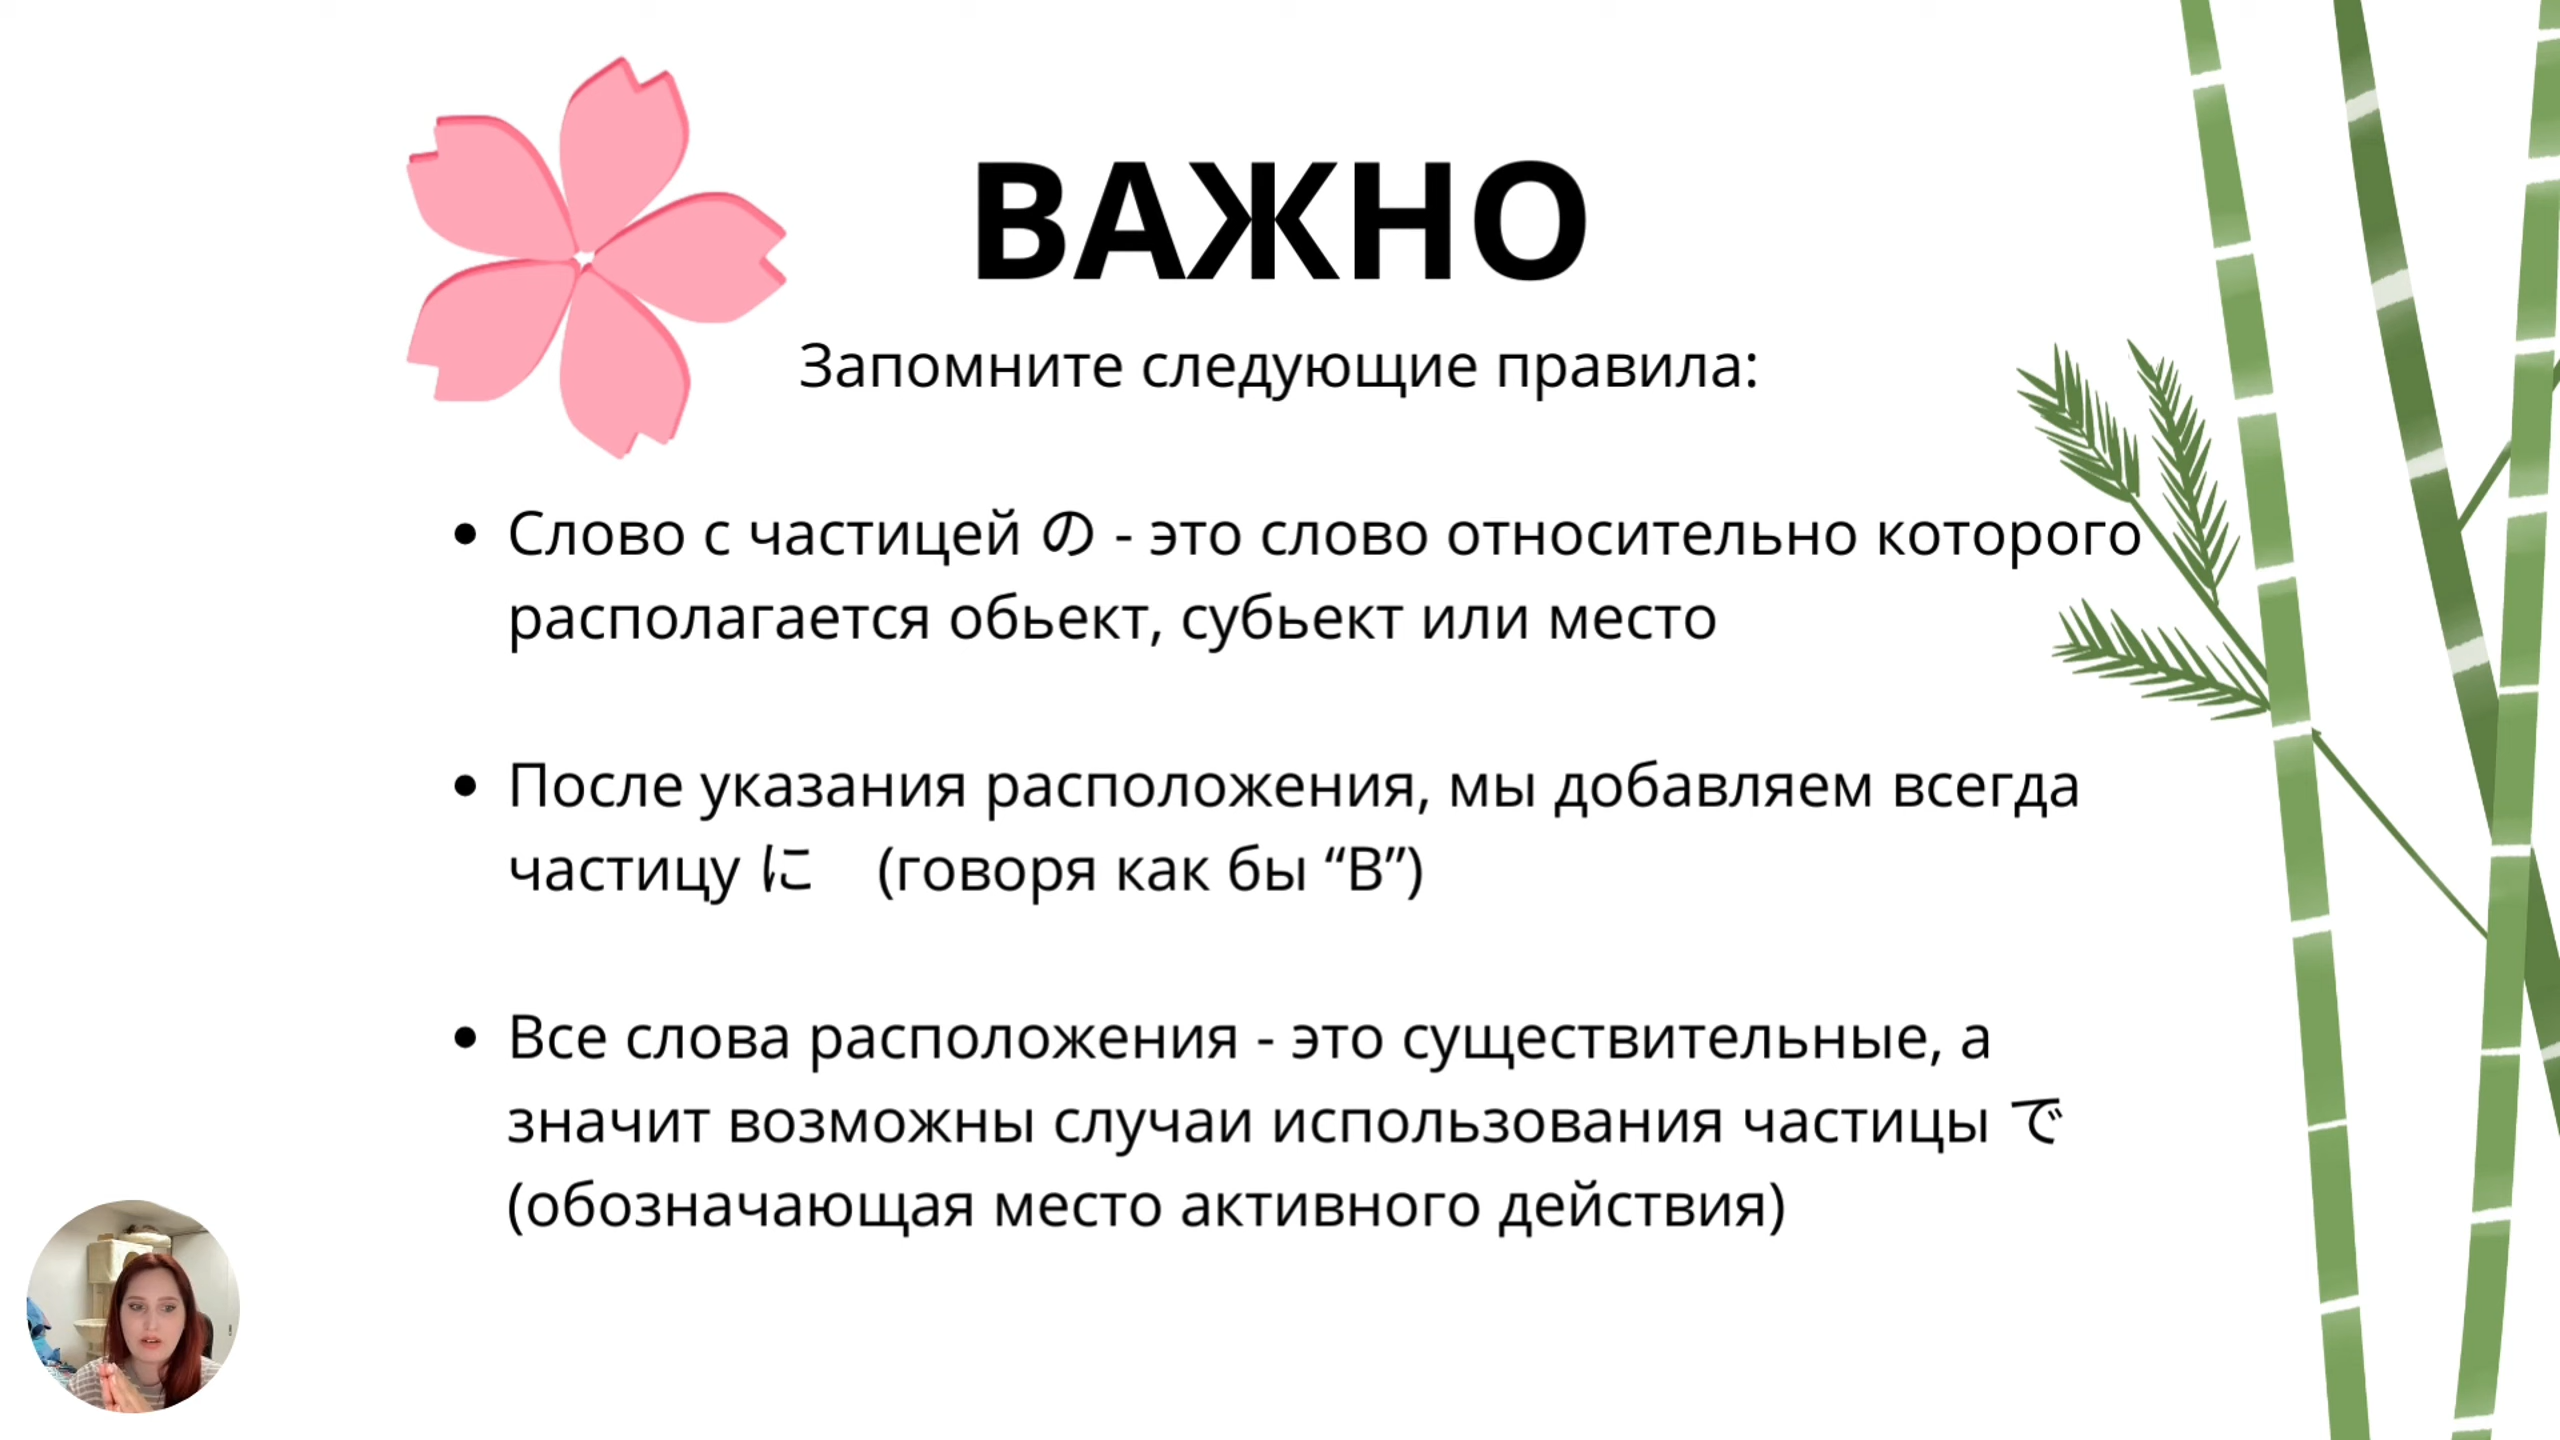 ВАЖНО
Запомните следующие правила:
• Слово с частицей の - это слово относительно которого
располагается обьект, субьект или место
• После указания расположения, мы добавляем всегда
частицу に　(говоря как бы “В”)
• Все слова расположения - это существительные, а
значит возможны случаи использования частицы で
(обозначающая место активного действия)